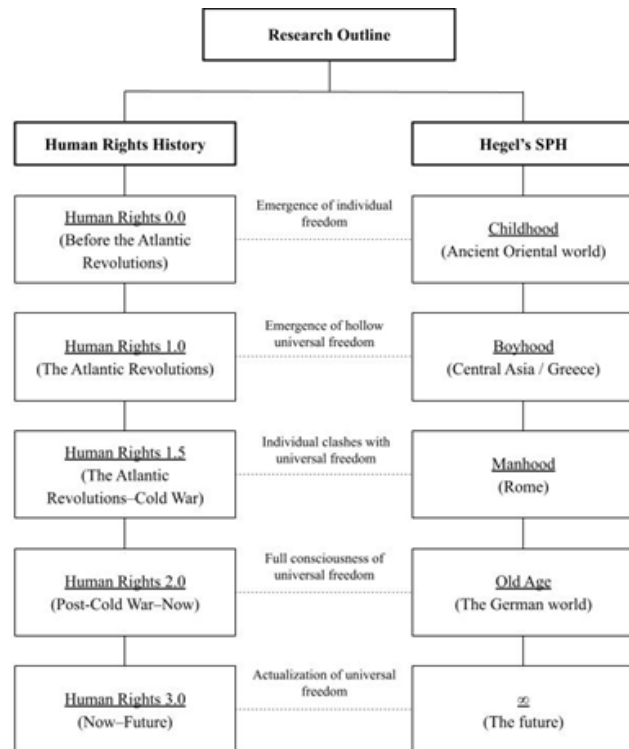 Research Outline
Human Rights History
Hegel's SPH
Human Rights 0.0
(Before the Atlantic
Revolutions)
Emergence of individual
freedom
Childhood
(Ancient Oriental world)
Human Rights 1.0
(The Atlantic Revolutions)
Emergence of hollow
universal freedom
Boyhood
(Central Asia / Greece)
Human Rights 1.5
(The Atlantic
Revolutions–Cold War)
Individual clashes with
universal freedom
Manhood
(Rome)
Human Rights 2.0
(Post-Cold War–Now)
Full consciousness of
universal freedom
Old Age
(The German world)
Human Rights 3.0
(Now–Future)
Actualization of universal
freedom
∞
(The future)